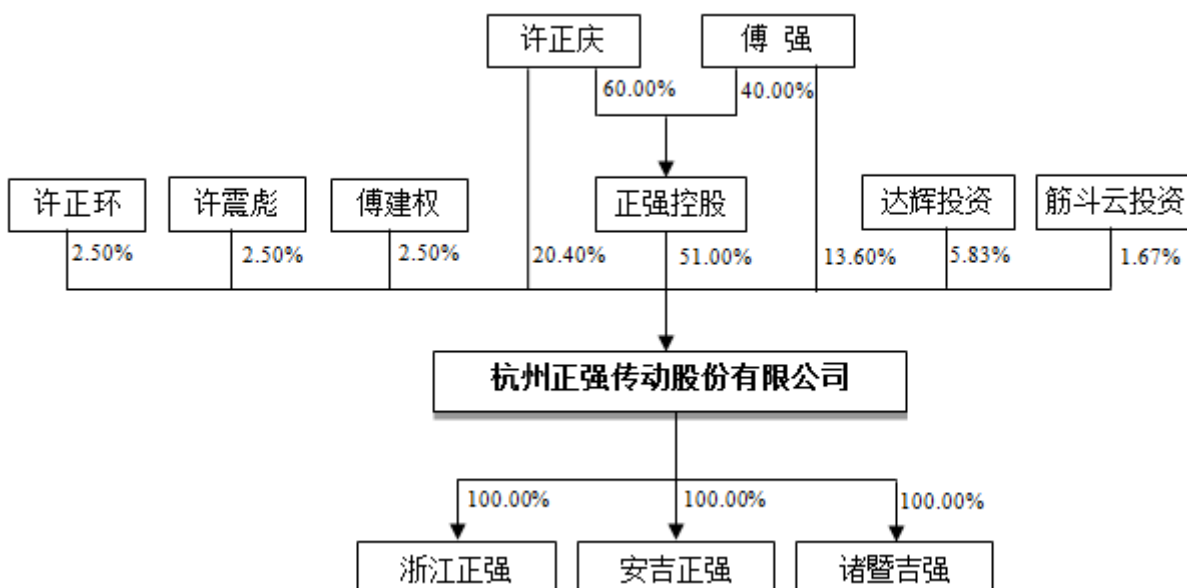 许正庆 傅 强
60.00% 40.00%
许正环 许震彪 傅建权 正强控股 达辉投资 筋斗云投资
2.50% 2.50% 2.50% 20.40% 51.00% 13.60% 5.83% 1.67%
杭州正强传动股份有限公司
100.00% 100.00% 100.00%
浙江正强 安吉正强 诸暨吉强